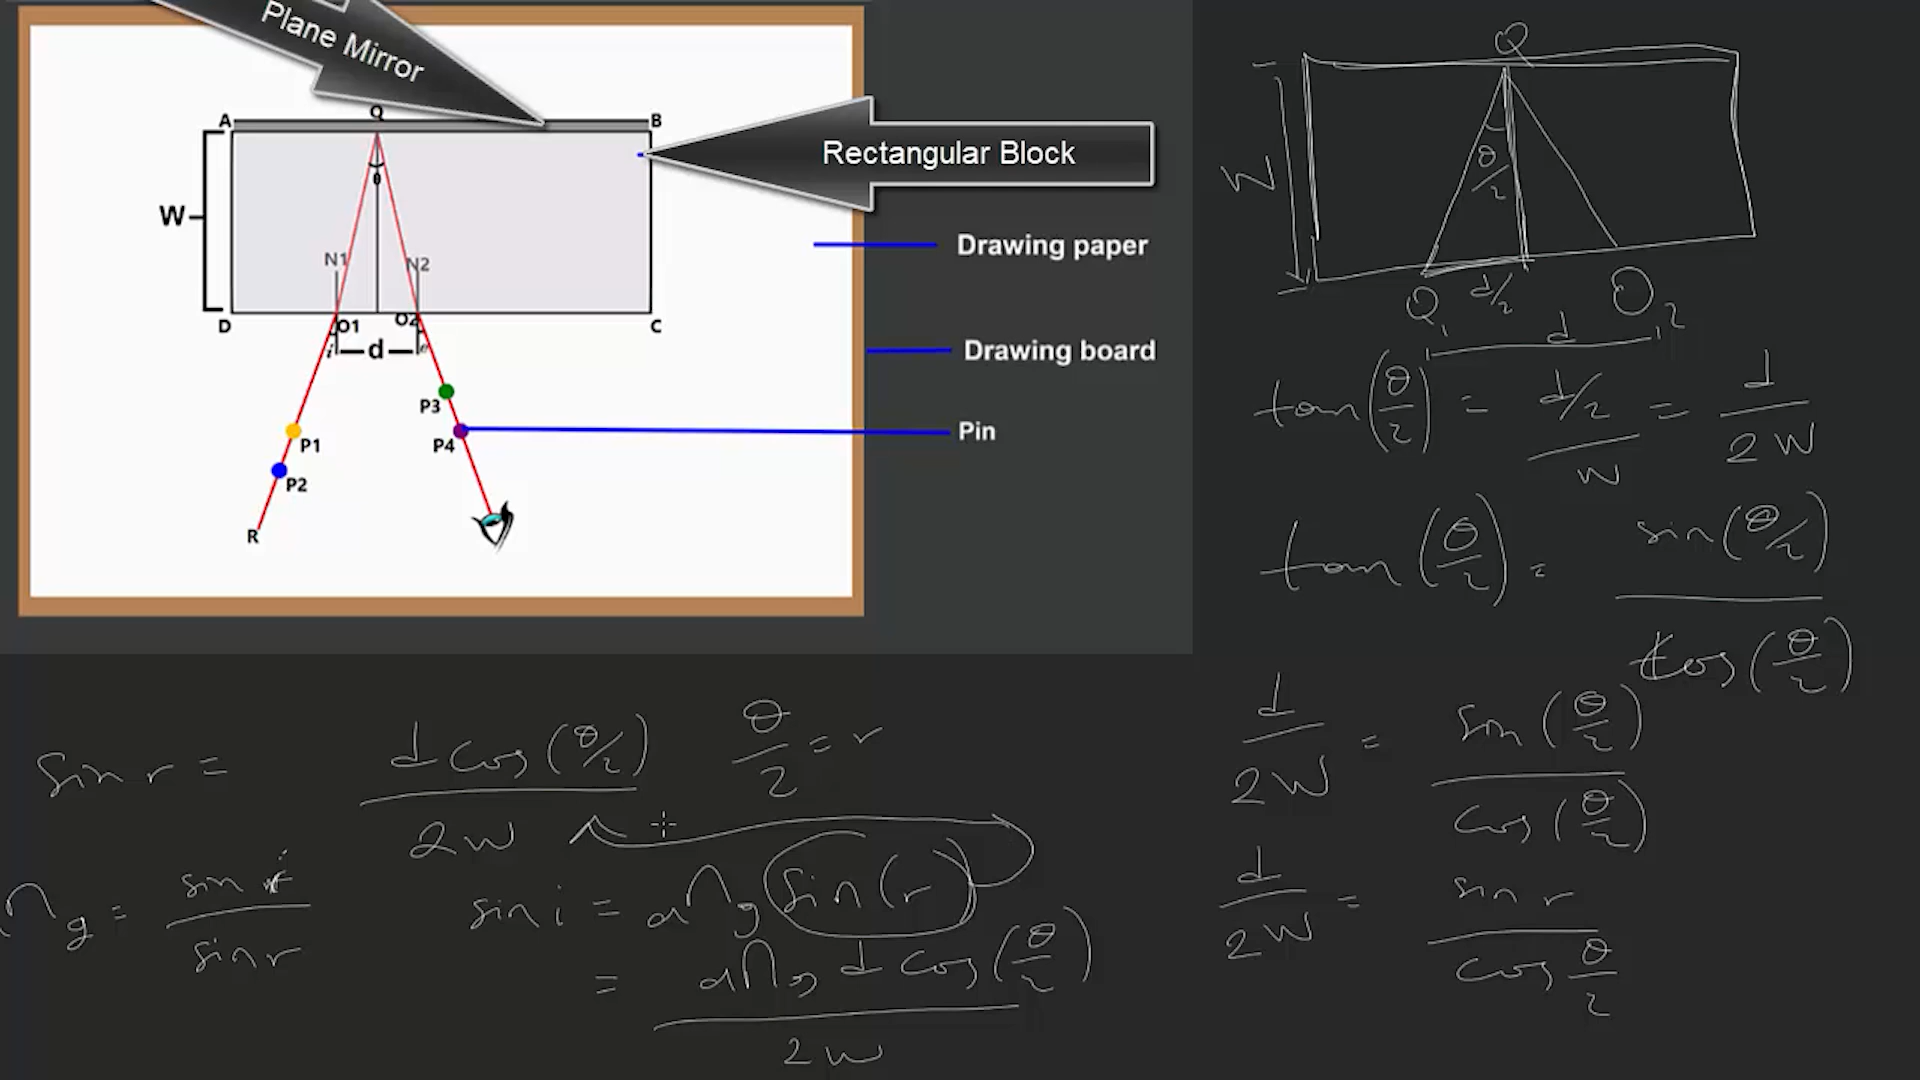 Plane Mirror
Rectangular Block
A Q B
W
θ
N1 N2
D O1 O2 C
i d e
P1
P2
P3
P4
R
Drawing paper
Drawing board
Pin
Q
W
θ/2
Q1 d/2 O2
d
tan(θ/2) = d/2 / W = d / 2W
tan(θ/2) = sin(θ/2) / cos(θ/2)
d / 2W = sin(θ/2) / cos(θ/2)
d / 2W = sin r / cos θ/2
sin r = d cos(θ/2) / 2W θ/2 = r
ng = sin i / sin r
sin i = ang sin(r)
= ang d cos(θ/2) / 2W